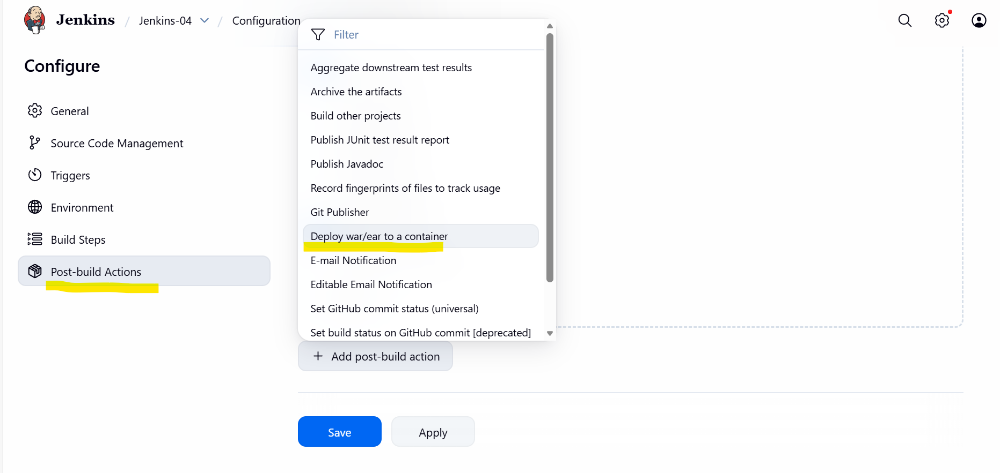 Jenkins / Jenkins-04 / Configuration
Configure
General
Source Code Management
Triggers
Environment
Build Steps
Post-build Actions
Filter
Aggregate downstream test results
Archive the artifacts
Build other projects
Publish JUnit test result report
Publish Javadoc
Record fingerprints of files to track usage
Git Publisher
Deploy war/ear to a container
E-mail Notification
Editable Email Notification
Set GitHub commit status (universal)
Set build status on GitHub commit [deprecated]
+ Add post-build action
Save
Apply